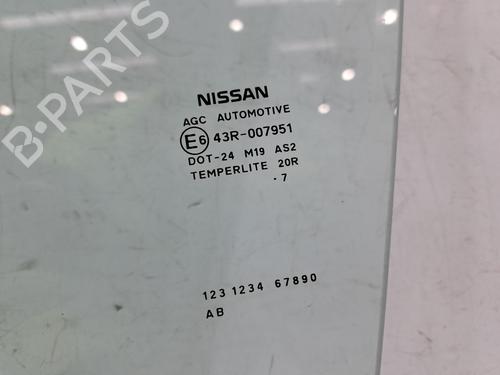 B-PARTS
NISSAN
AGC AUTOMOTIVE
E6 43R-007951
DOT-24 M19 AS2
TEMPERLITE 20R
.7
123 1234 67890
AB